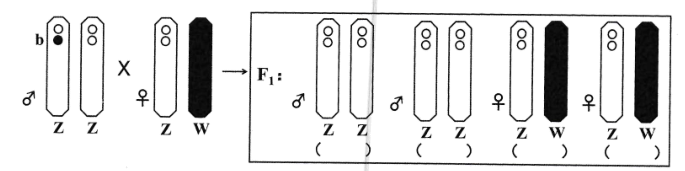 b
X
F₁:
♂ ♀ ♂ ♂ ♀ ♀
Z Z Z W Z Z Z Z Z W Z W
( ) ( ) ( ) ( )